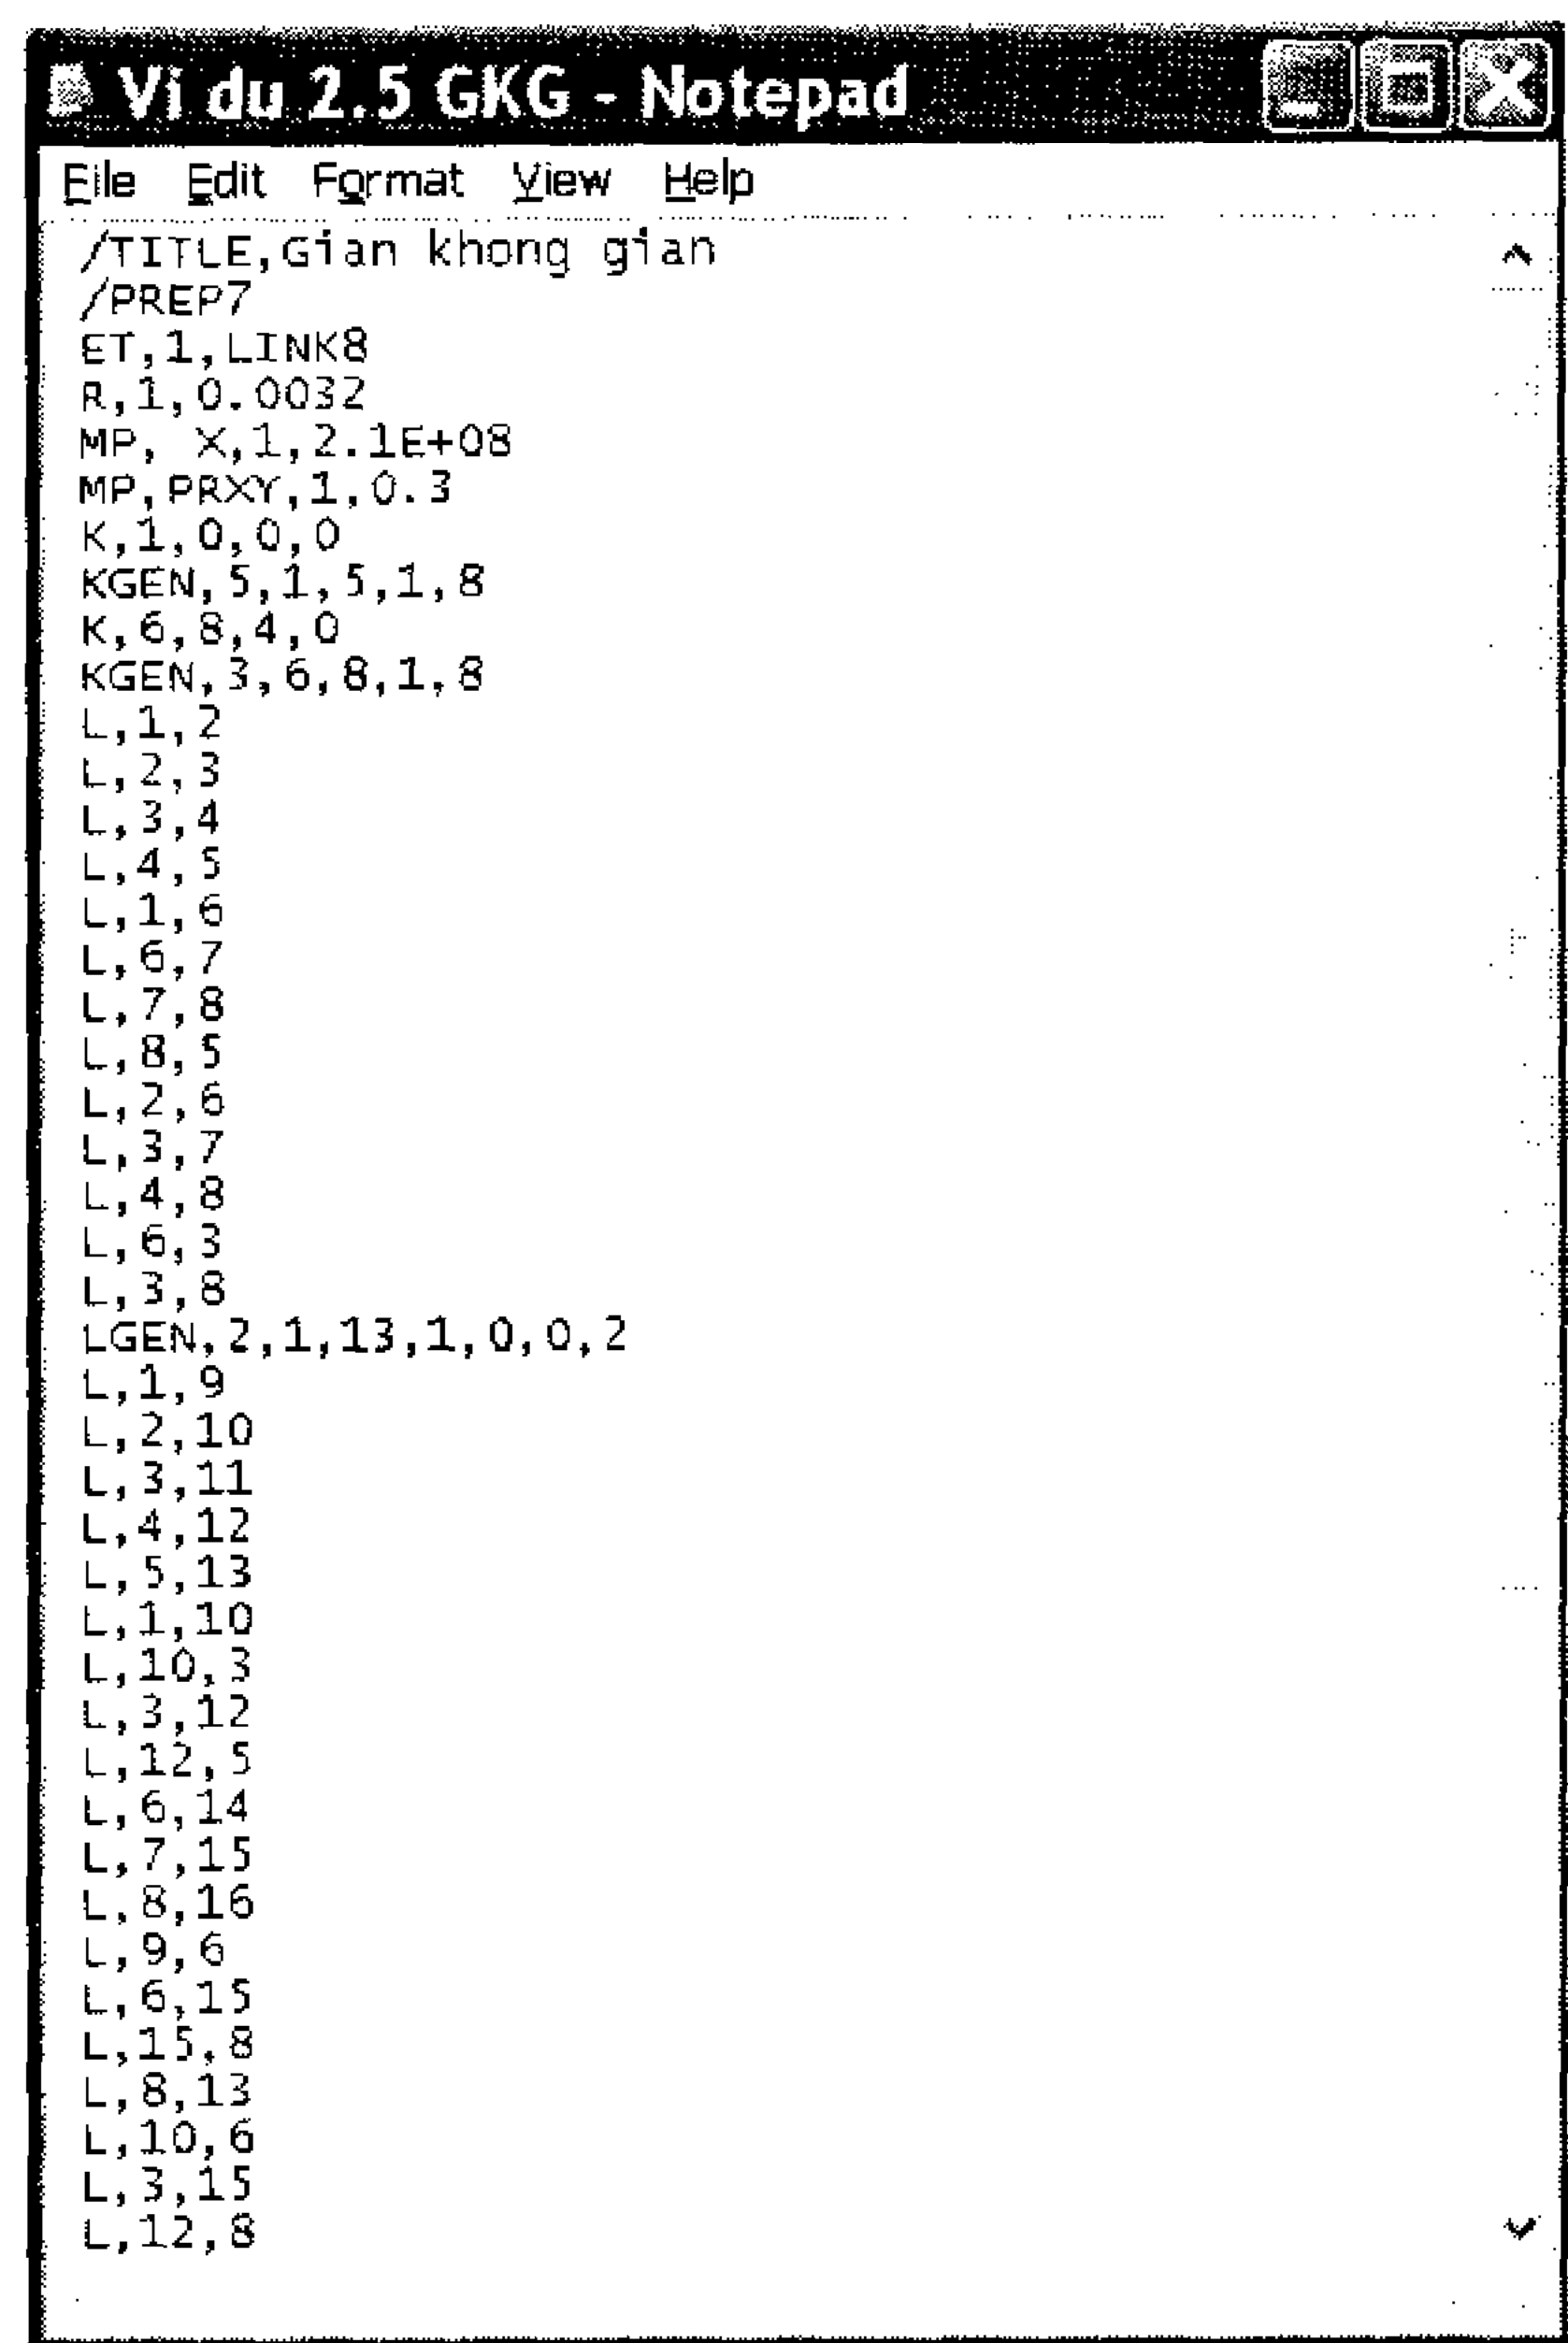 Vi du 2.5 GKG - Notepad
File Edit Format View Help
/TITLE,Gian khong gian
/PREP7
ET,1,LINK8
R,1,0.0032
MP, X,1,2.1E+08
MP,PRXY,1,0.3
K,1,0,0,0
KGEN,5,1,5,1,8
K,6,8,4,0
KGEN,3,6,8,1,8
L,1,2
L,2,3
L,3,4
L,4,5
L,1,6
L,6,7
L,7,8
L,8,5
L,2,6
L,3,7
L,4,8
L,6,3
L,3,8
LGEN,2,1,13,1,0,0,2
L,1,9
L,2,10
L,3,11
L,4,12
L,5,13
L,1,10
L,10,3
L,3,12
L,12,5
L,6,14
L,7,15
L,8,16
L,9,6
L,6,15
L,15,8
L,8,13
L,10,6
L,3,15
L,12,8